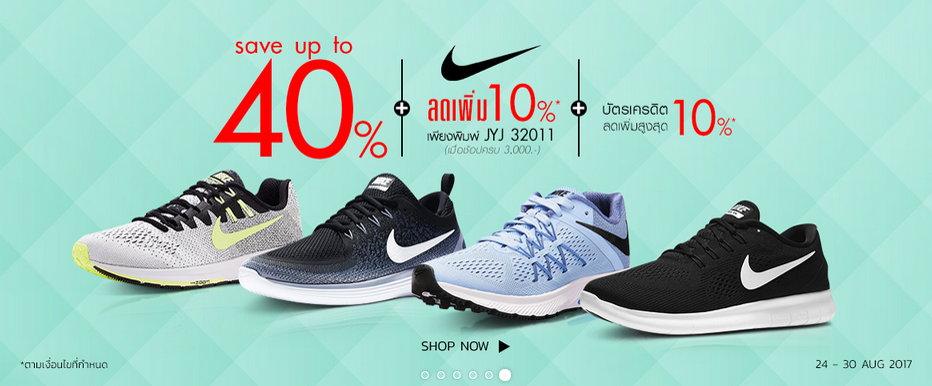 save up to
40%
ลดเพิ่ม10%*
เพียงพิมพ์ JYJ 32011
(เมื่อช้อปครบ 3,000.-)
บัตรเครดิต
ลดเพิ่มสูงสุด 10%*
SHOP NOW
*ตามเงื่อนไขที่กำหนด
24 - 30 AUG 2017